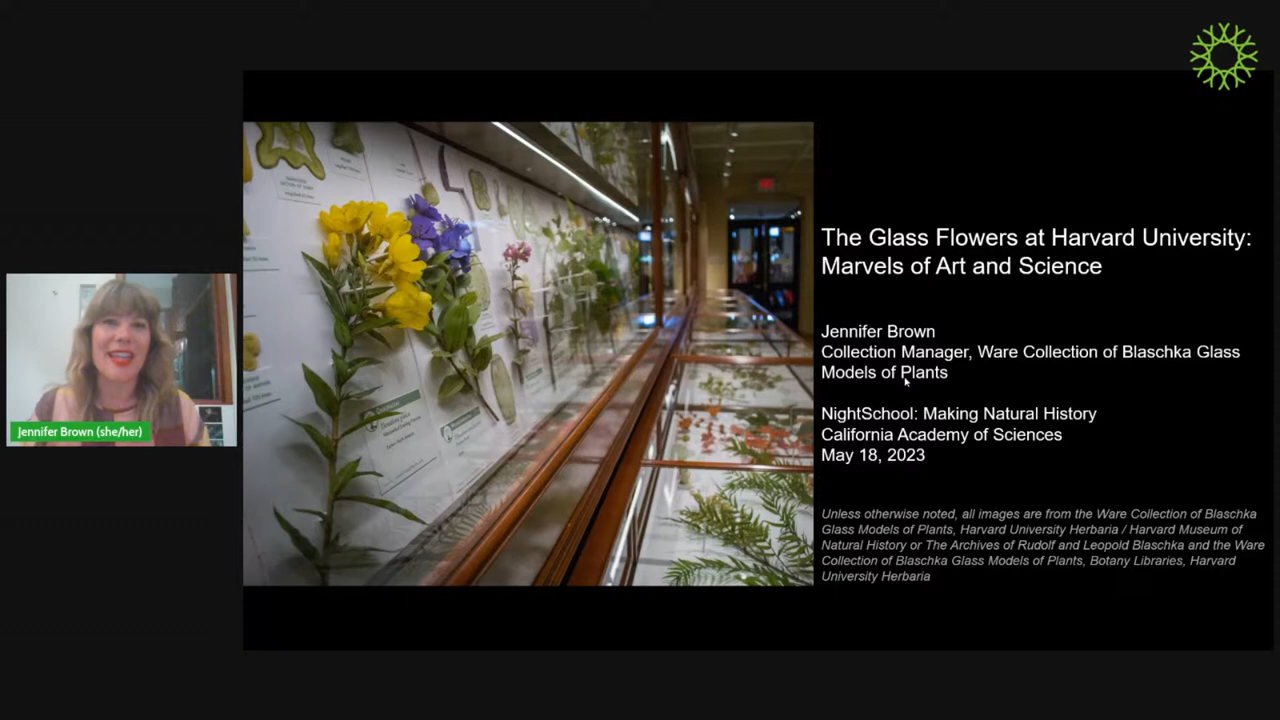 The Glass Flowers at Harvard University:
Marvels of Art and Science
Jennifer Brown
Collection Manager, Ware Collection of Blaschka Glass
Models of Plants
NightSchool: Making Natural History
California Academy of Sciences
May 18, 2023
Unless otherwise noted, all images are from the Ware Collection of Blaschka
Glass Models of Plants, Harvard University Herbaria / Harvard Museum of
Natural History or The Archives of Rudolf and Leopold Blaschka and the Ware
Collection of Blaschka Glass Models of Plants, Botany Libraries, Harvard
University Herbaria
Jennifer Brown (she/her)